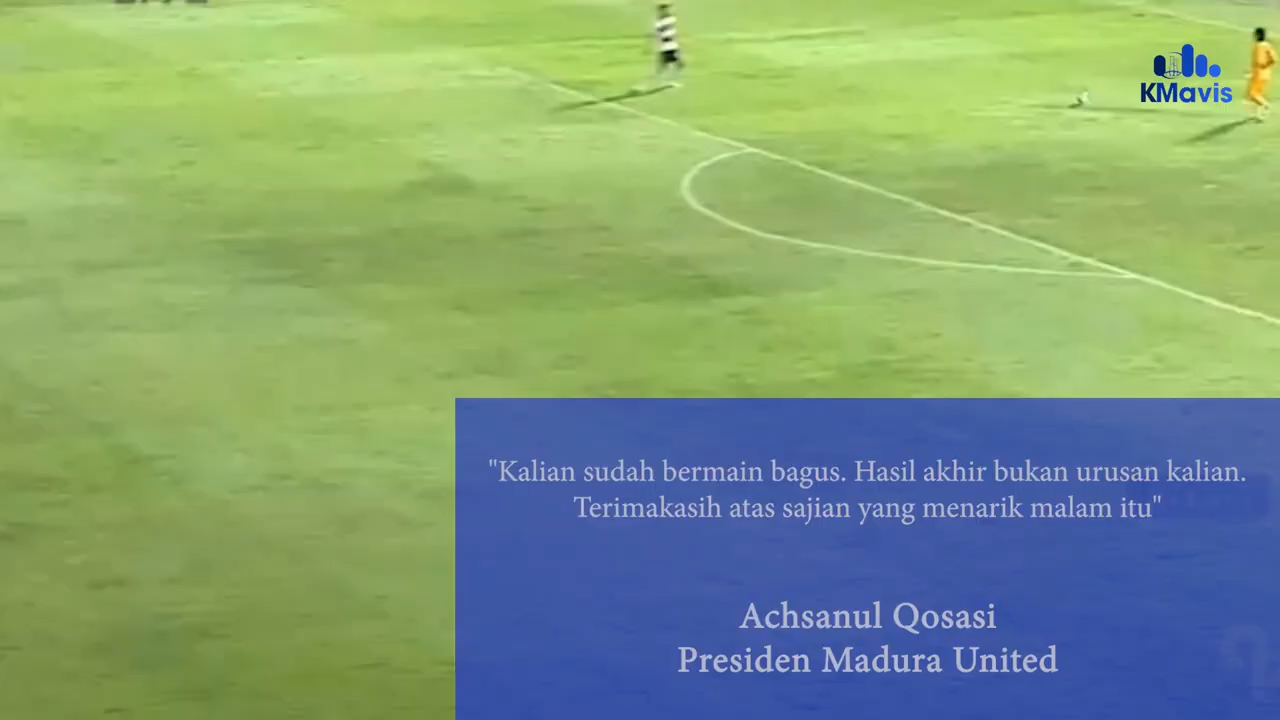 KMavis
"Kalian sudah bermain bagus. Hasil akhir bukan urusan kalian.
Terimakasih atas sajian yang menarik malam itu"
Achsanul Qosasi
Presiden Madura United